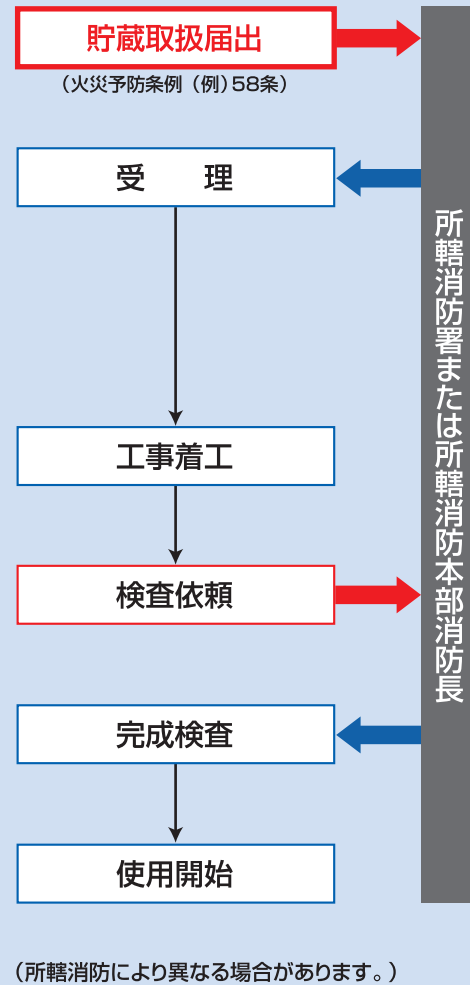 貯蔵取扱届出
（火災予防条例（例）58条）
受　　理
工事着工
検査依頼
完成検査
使用開始
所轄消防署または所轄消防本部消防長
（所轄消防により異なる場合があります。）